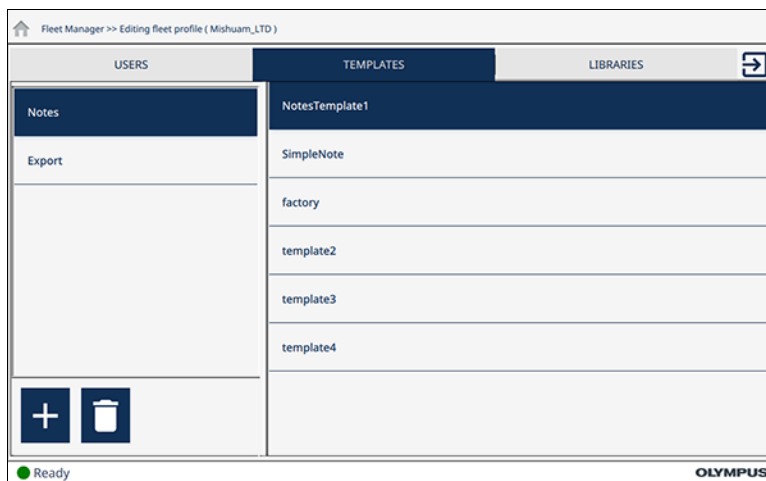 Fleet Manager >> Editing fleet profile ( Mishuam_LTD )
USERS
TEMPLATES
LIBRARIES
Notes
Export
NotesTemplate1
SimpleNote
factory
template2
template3
template4
Ready
OLYMPUS